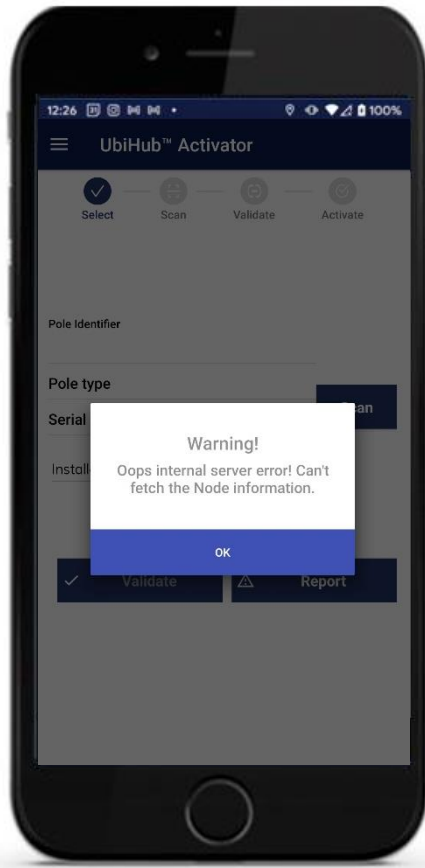 12:26 31 100%
UbiHub™ Activator
Select Scan Validate Activate
Pole Identifier
Pole type
Serial
Install
Warning!
Oops internal server error! Can't
fetch the Node information.
OK
Validate Report